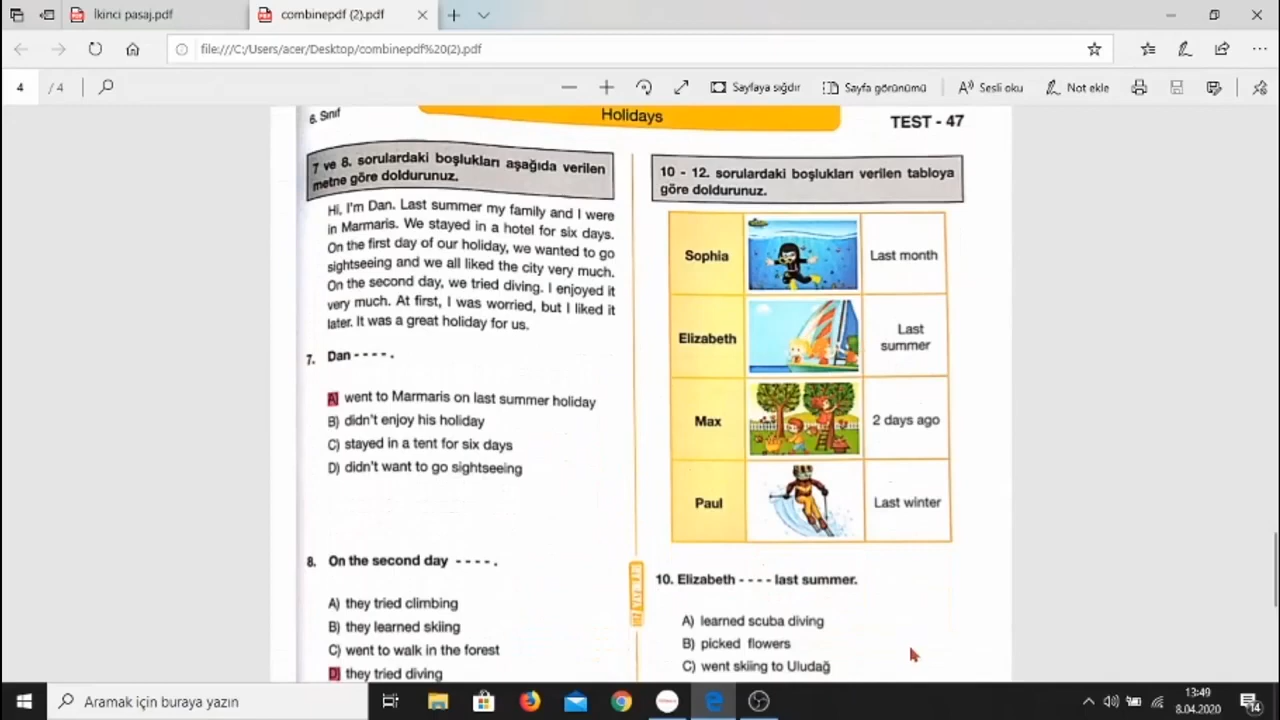 İkinci pasaj.pdf
combinepdf (2).pdf
file:///C:/Users/acer/Desktop/combinepdf%20(2).pdf
4 / 4
Sayfaya sığdır
Sayfa görünümü
Sesli oku
Not ekle
6. Sınıf
Holidays
TEST - 47
7 ve 8. sorulardaki boşlukları aşağıda verilen
metne göre doldurunuz.
Hi, I'm Dan. Last summer my family and I were
in Marmaris. We stayed in a hotel for six days.
On the first day of our holiday, we wanted to go
sightseeing and we all liked the city very much.
On the second day, we tried diving. I enjoyed it
very much. At first, I was worried, but I liked it
later. It was a great holiday for us.
7. Dan - - - - .
A) went to Marmaris on last summer holiday
B) didn't enjoy his holiday
C) stayed in a tent for six days
D) didn't want to go sightseeing
8. On the second day - - - - .
A) they tried climbing
B) they learned skiing
C) went to walk in the forest
D) they tried diving
10 - 12. sorulardaki boşlukları verilen tabloya
göre doldurunuz.
Sophia
Last month
Elizabeth
Last
summer
Max
2 days ago
Paul
Last winter
10. Elizabeth - - - - last summer.
A) learned scuba diving
B) picked flowers
C) went skiing to Uludağ
Aramak için buraya yazın
13:49
8.04.2020
14